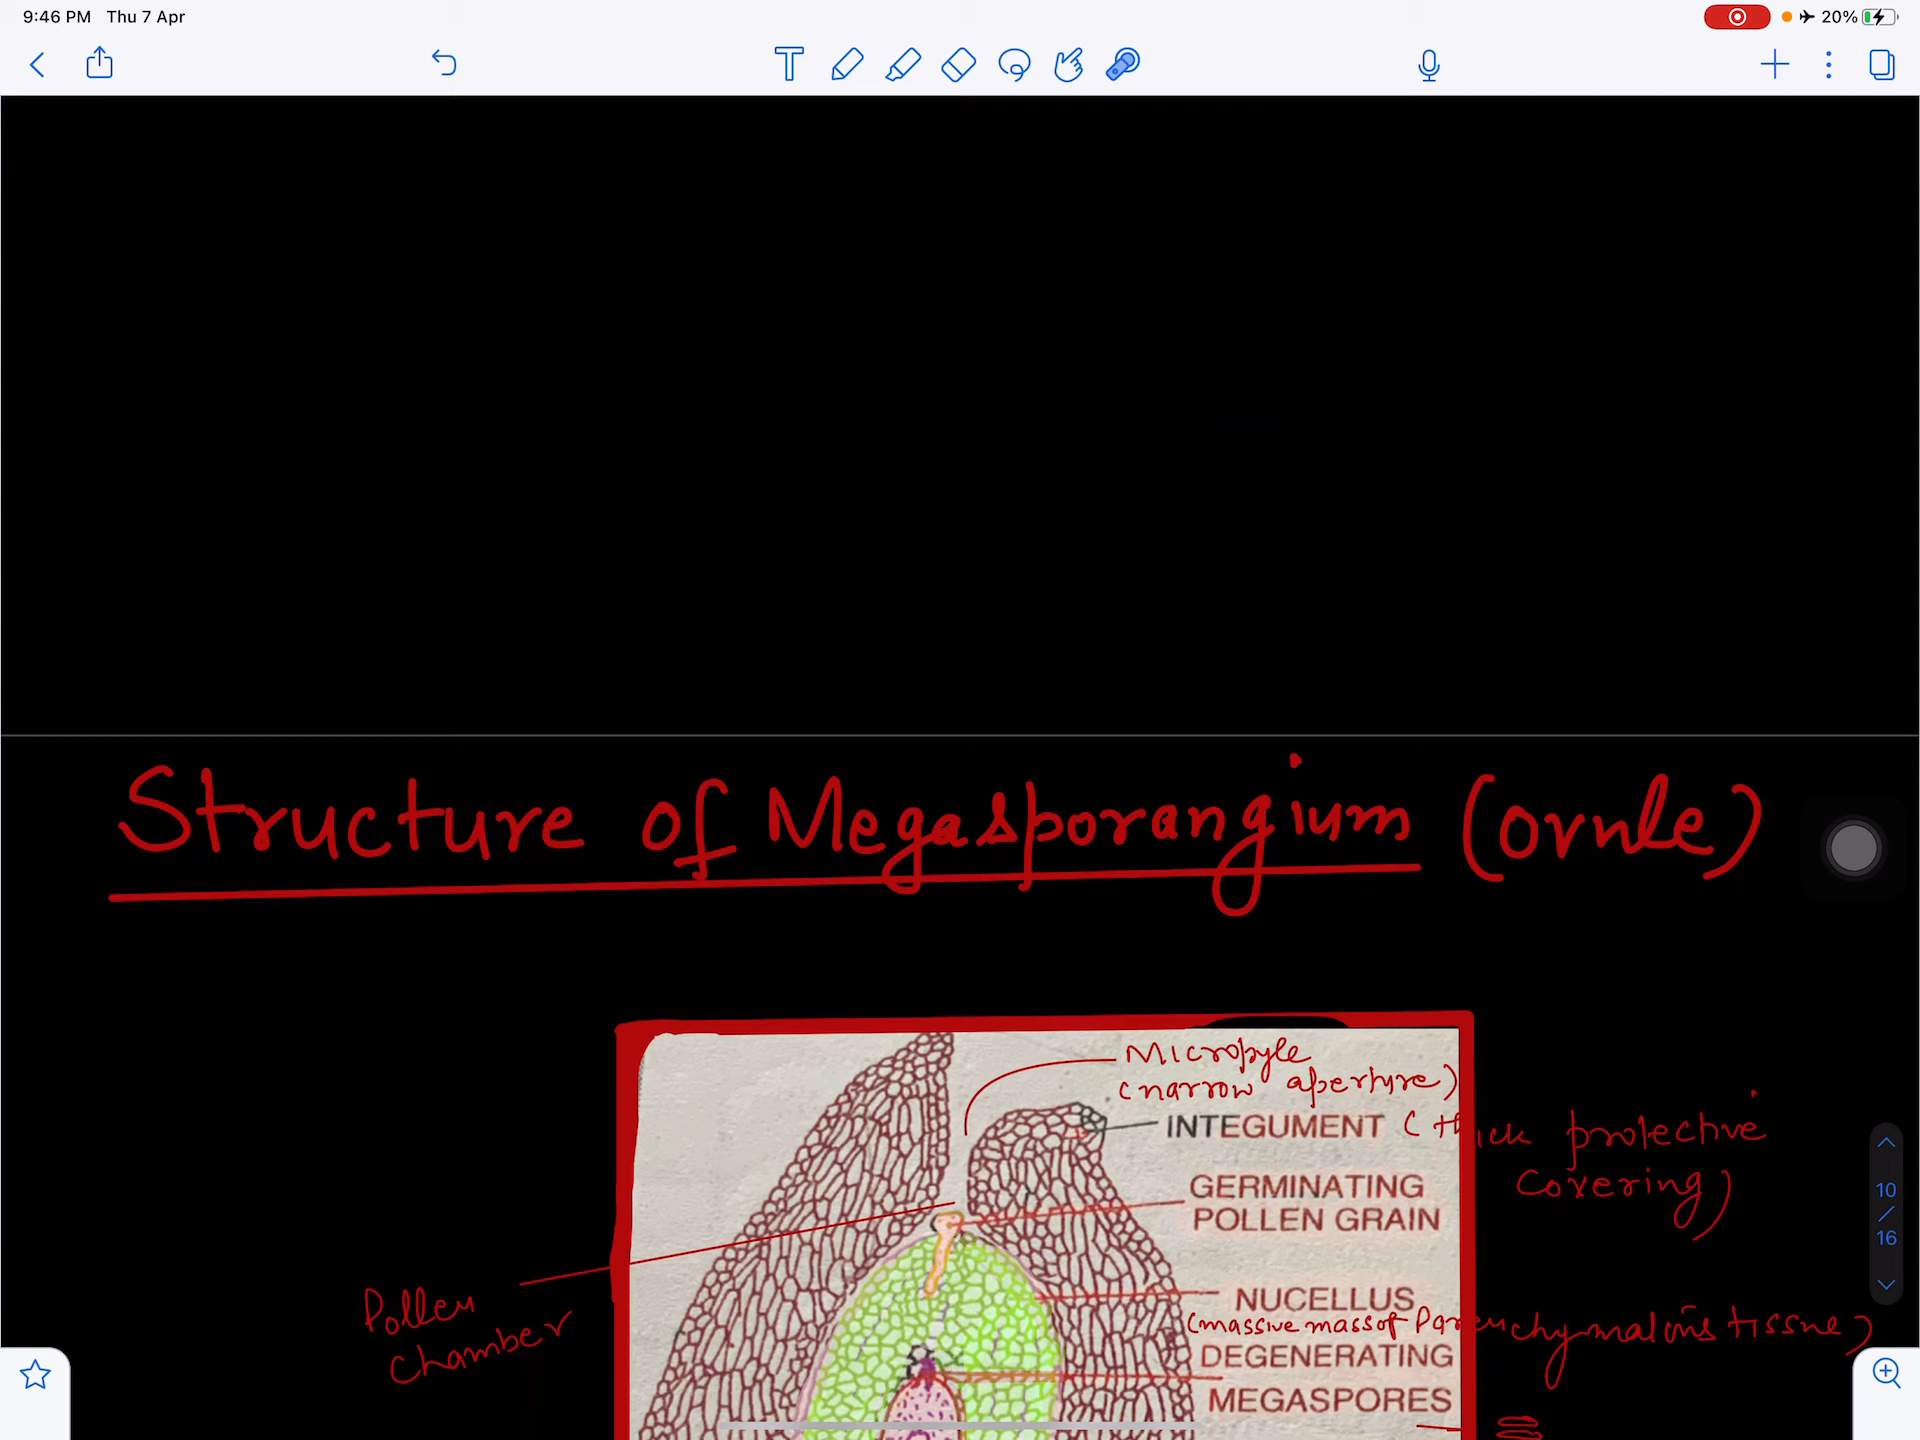 9:46 PM Thu 7 Apr
20%
Structure of Megasporangium (ovule)
Micropyle
(narrow aperture)
INTEGUMENT (thick protective
covering)
GERMINATING
POLLEN GRAIN
10
/
16
Pollen
chamber
NUCELLUS
(massive mass of Parenchymatous tissue)
DEGENERATING
MEGASPORES